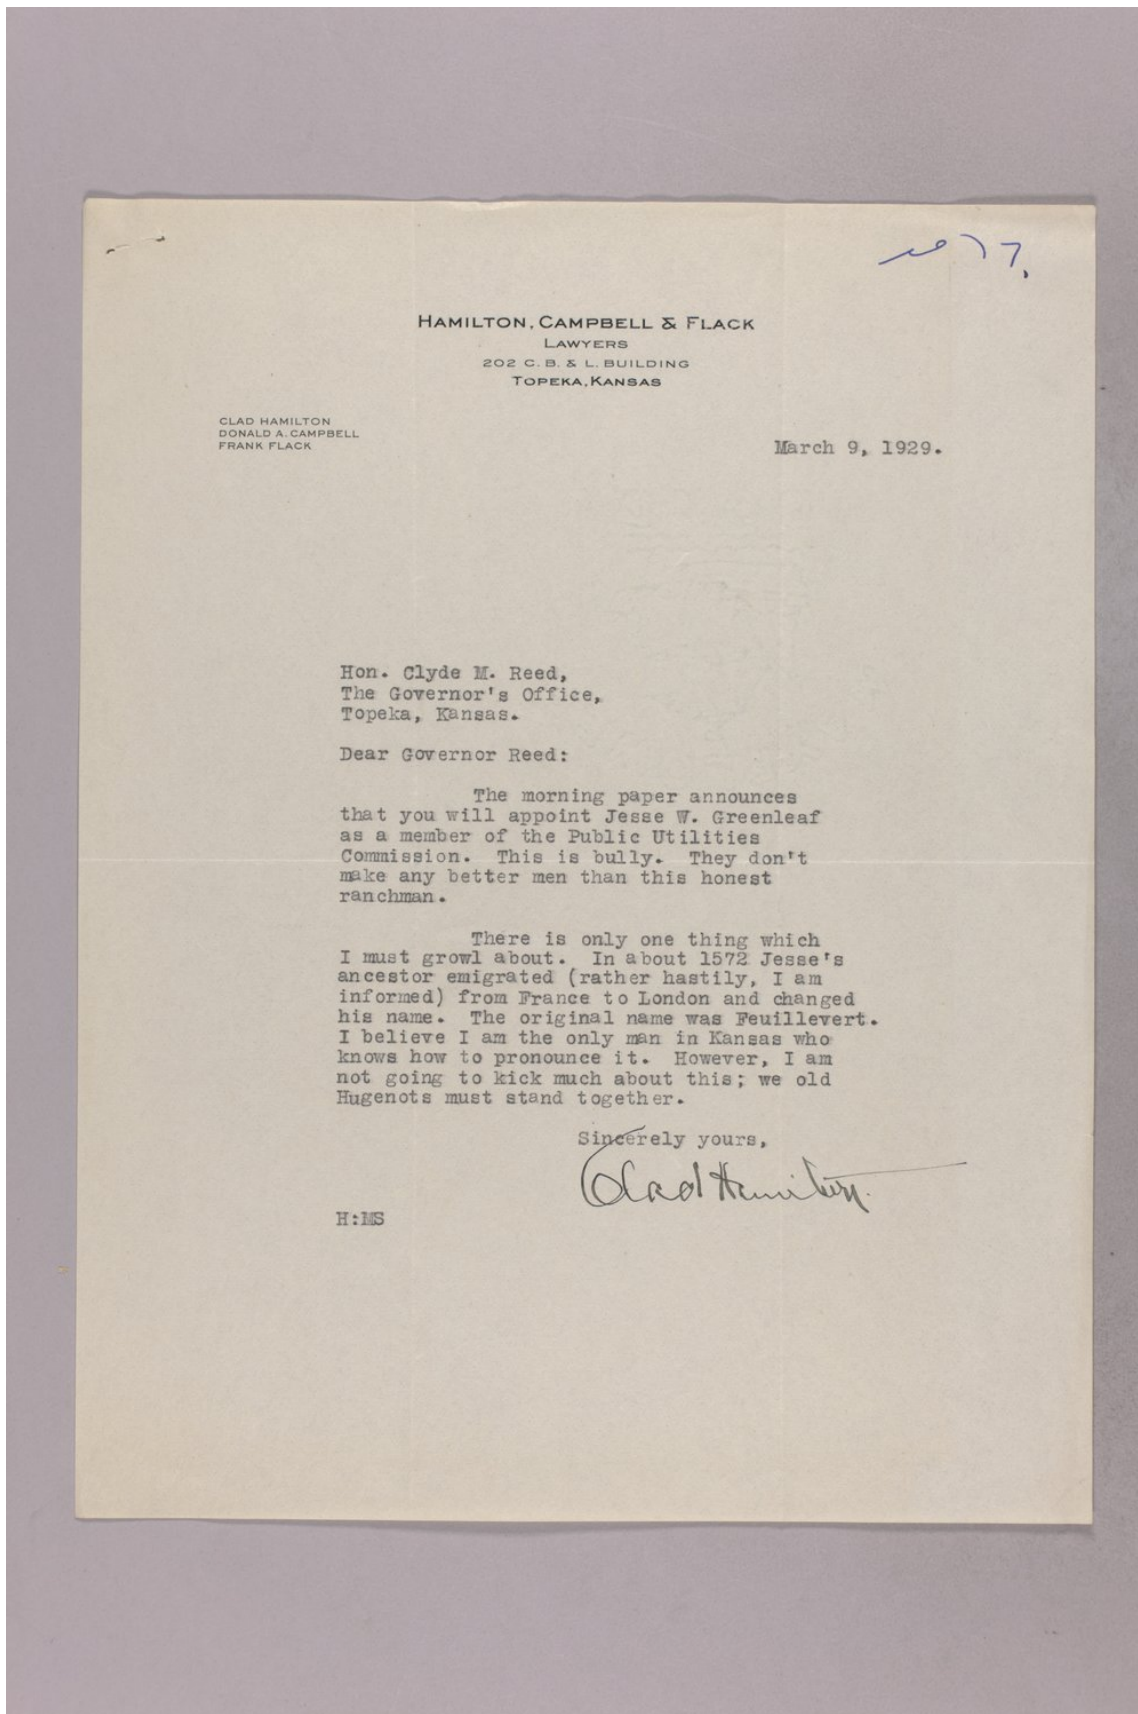 HAMILTON, CAMPBELL & FLACK
LAWYERS
202 C. B. & L. BUILDING
TOPEKA, KANSAS
CLAD HAMILTON
DONALD A. CAMPBELL
FRANK FLACK
March 9, 1929.
Hon. Clyde M. Reed,
The Governor's Office,
Topeka, Kansas.
Dear Governor Reed:
The morning paper announces
that you will appoint Jesse W. Greenleaf
as a member of the Public Utilities
Commission. This is bully. They don't
make any better men than this honest
ranchman.
There is only one thing which
I must growl about. In about 1572 Jesse's
ancestor emigrated (rather hastily, I am
informed) from France to London and changed
his name. The original name was Feuillevert.
I believe I am the only man in Kansas who
knows how to pronounce it. However, I am
not going to kick much about this; we old
Hugenots must stand together.
Sincerely yours,
Clad Hamilton.
H:MS